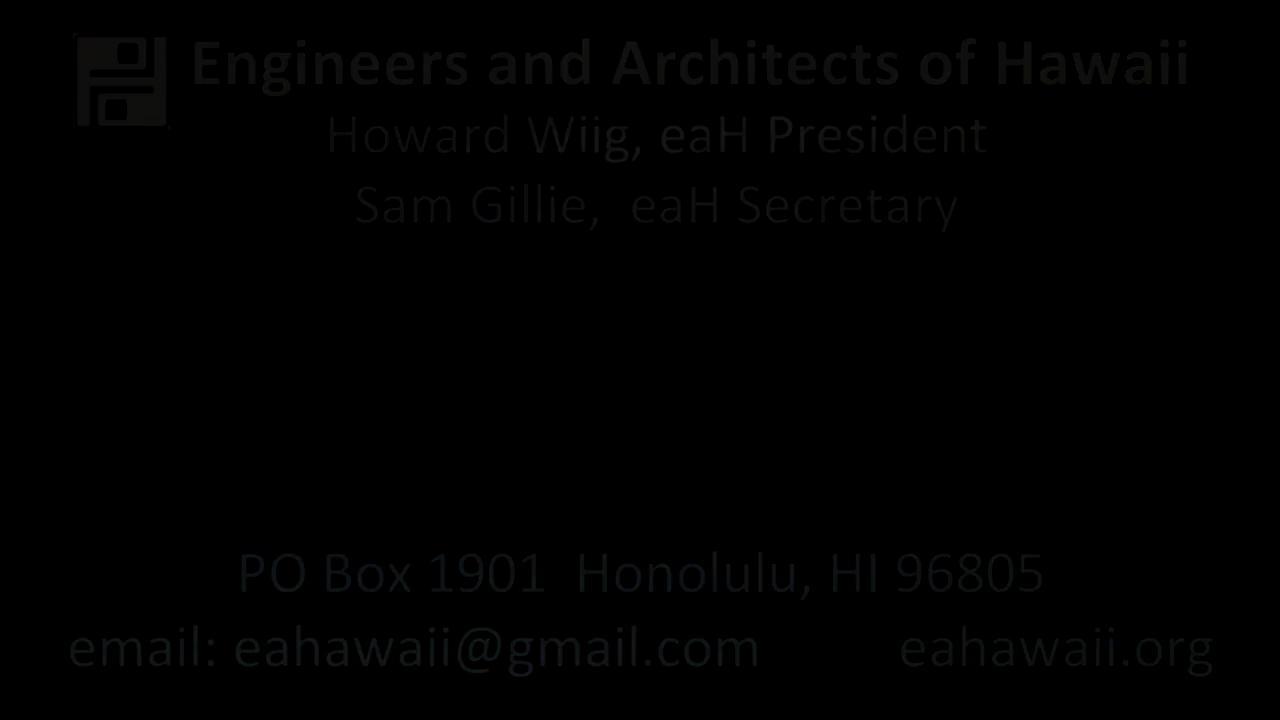 Engineers and Architects of Hawaii
Howard Wiig, eaH President
Sam Gillie, eaH Secretary
PO Box 1901 Honolulu, HI 96805
email: eahawaii@gmail.com eahawaii.org